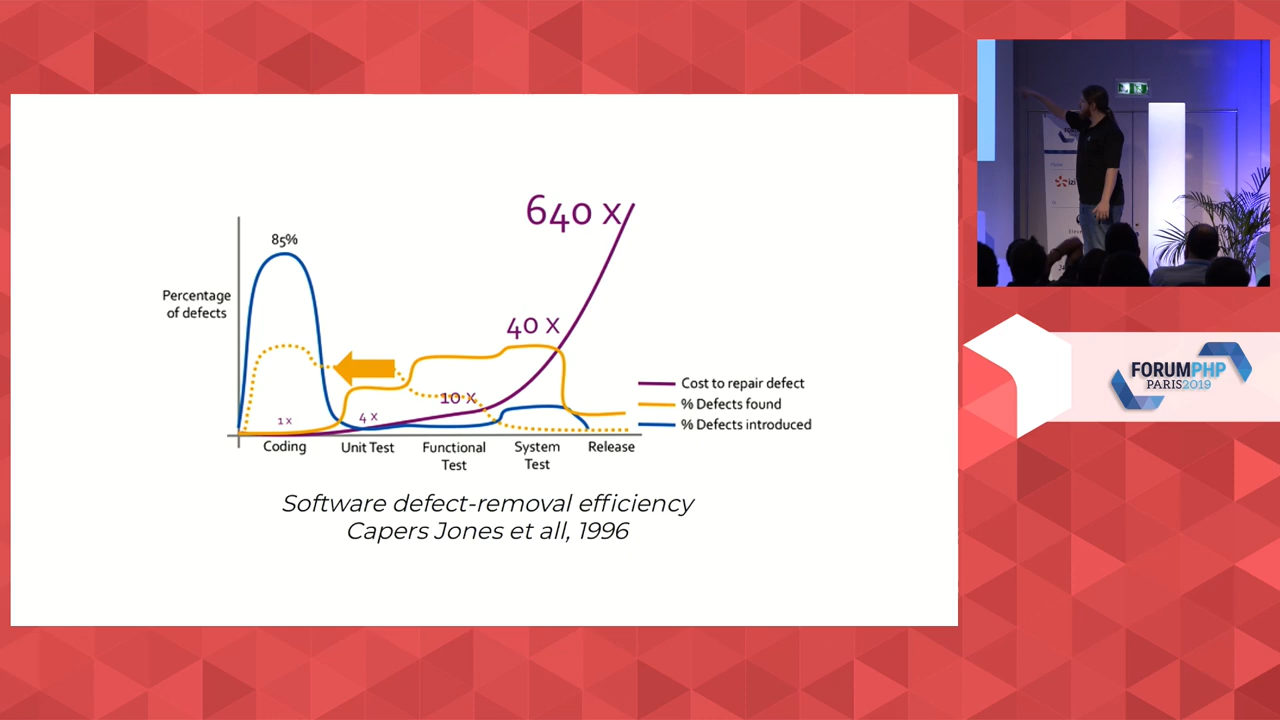 640 x
85%
Percentage
of defects
40 x
10 x
4 x
1 x
Cost to repair defect
% Defects found
% Defects introduced
Coding
Unit Test
Functional
Test
System
Test
Release
Software defect-removal efficiency
Capers Jones et all, 1996
FORUMPHP
PARIS2019
izi